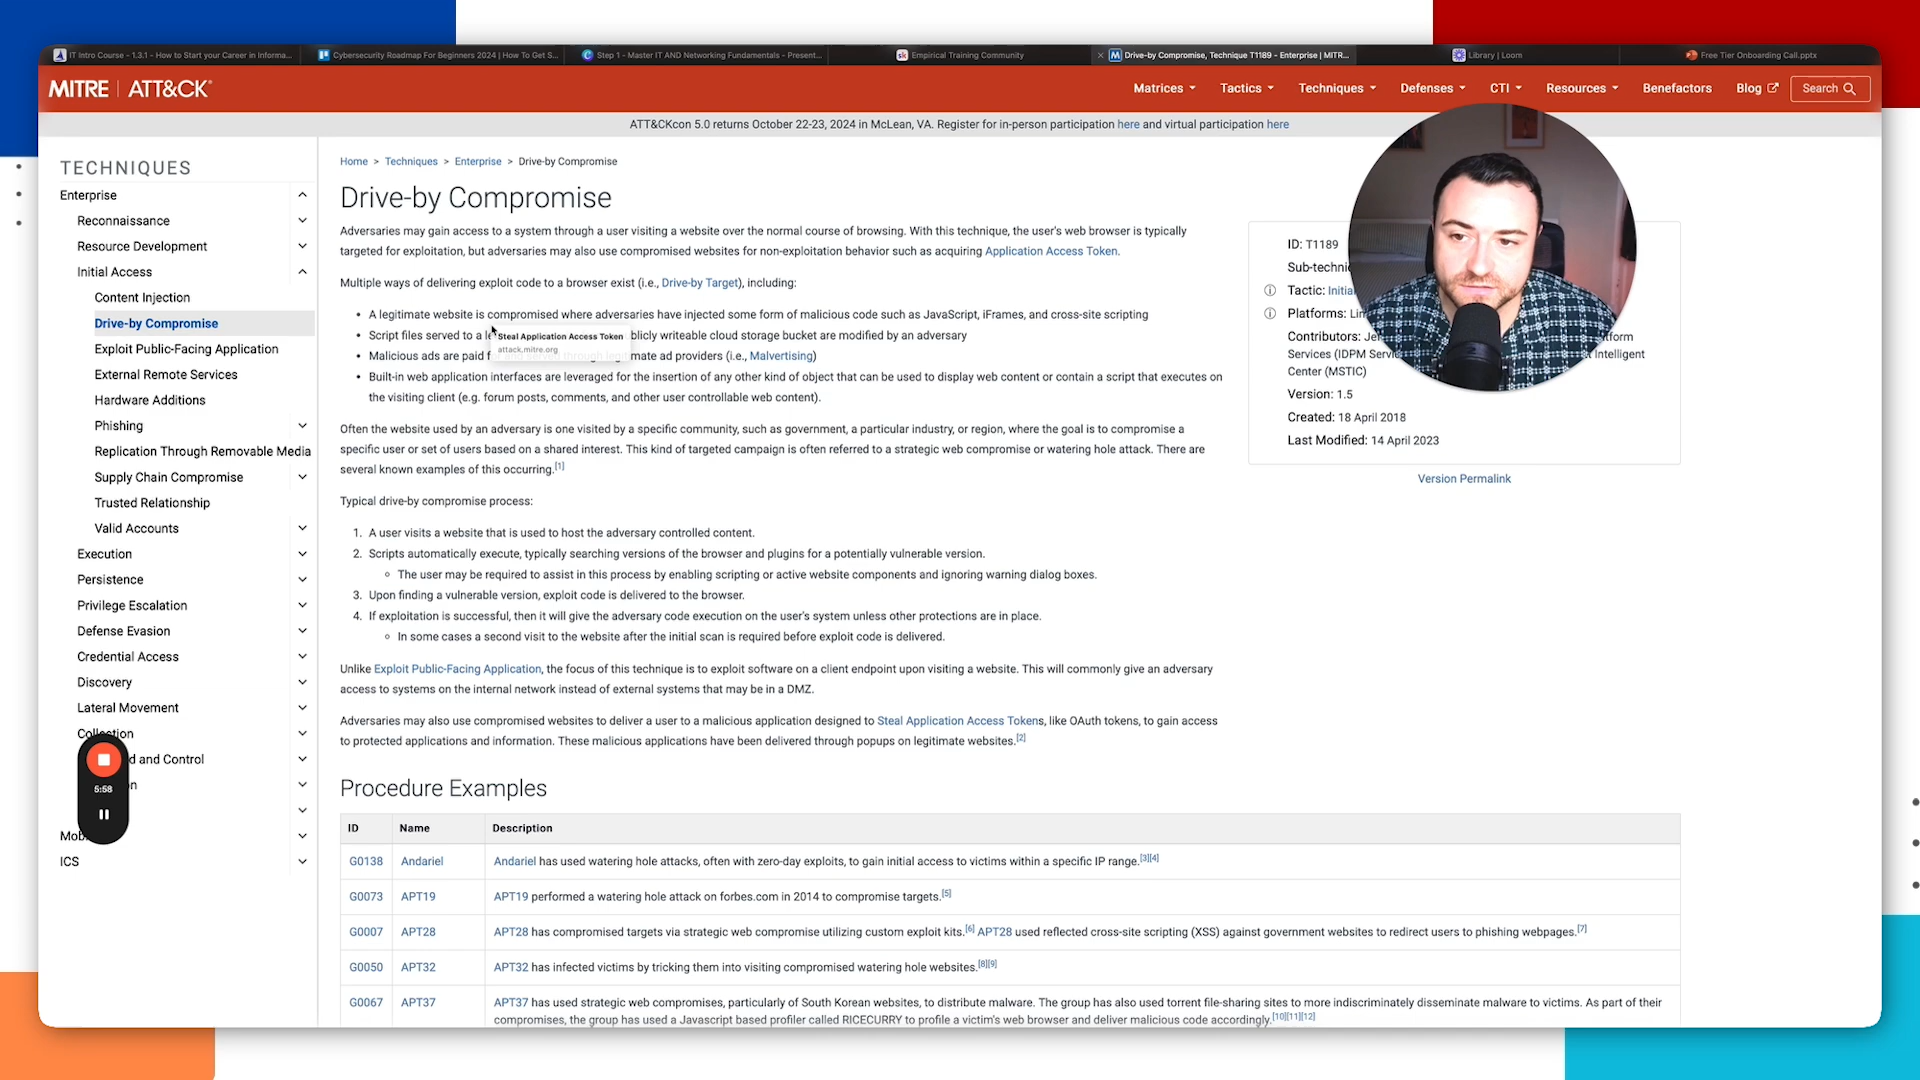 IT Intro Course - 1.3.1 - How to Start your Career in Informa...
Cybersecurity Roadmap For Beginners 2024 | How To Get S...
Step 1 - Master IT AND Networking Fundamentals - Present...
Empirical Training Community
Drive-by Compromise, Technique T1189 - Enterprise | MITR...
Library | Loom
Free Tier Onboarding Call.pptx
MITRE | ATT&CK®
Matrices
Tactics
Techniques
Defenses
CTI
Resources
Benefactors
Blog
Search
ATT&CKcon 5.0 returns October 22-23, 2024 in McLean, VA. Register for in-person participation here and virtual participation here
TECHNIQUES
Enterprise
Reconnaissance
Resource Development
Initial Access
Content Injection
Drive-by Compromise
Exploit Public-Facing Application
External Remote Services
Hardware Additions
Phishing
Replication Through Removable Media
Supply Chain Compromise
Trusted Relationship
Valid Accounts
Execution
Persistence
Privilege Escalation
Defense Evasion
Credential Access
Discovery
Lateral Movement
Collection
d and Control
n
Mob
ICS
5:58
Home > Techniques > Enterprise > Drive-by Compromise
Drive-by Compromise
Adversaries may gain access to a system through a user visiting a website over the normal course of browsing. With this technique, the user's web browser is typically
targeted for exploitation, but adversaries may also use compromised websites for non-exploitation behavior such as acquiring Application Access Token.
Multiple ways of delivering exploit code to a browser exist (i.e., Drive-by Target), including:
• A legitimate website is compromised where adversaries have injected some form of malicious code such as JavaScript, iFrames, and cross-site scripting
• Script files served to a le blicly writeable cloud storage bucket are modified by an adversary
Steal Application Access Token
attack.mitre.org
• Malicious ads are paid for and served through legitimate ad providers (i.e., Malvertising)
• Built-in web application interfaces are leveraged for the insertion of any other kind of object that can be used to display web content or contain a script that executes on
the visiting client (e.g. forum posts, comments, and other user controllable web content).
Often the website used by an adversary is one visited by a specific community, such as government, a particular industry, or region, where the goal is to compromise a
specific user or set of users based on a shared interest. This kind of targeted campaign is often referred to a strategic web compromise or watering hole attack. There are
several known examples of this occurring.[1]
Typical drive-by compromise process:
1. A user visits a website that is used to host the adversary controlled content.
2. Scripts automatically execute, typically searching versions of the browser and plugins for a potentially vulnerable version.
◦ The user may be required to assist in this process by enabling scripting or active website components and ignoring warning dialog boxes.
3. Upon finding a vulnerable version, exploit code is delivered to the browser.
4. If exploitation is successful, then it will give the adversary code execution on the user's system unless other protections are in place.
◦ In some cases a second visit to the website after the initial scan is required before exploit code is delivered.
Unlike Exploit Public-Facing Application, the focus of this technique is to exploit software on a client endpoint upon visiting a website. This will commonly give an adversary
access to systems on the internal network instead of external systems that may be in a DMZ.
Adversaries may also use compromised websites to deliver a user to a malicious application designed to Steal Application Access Tokens, like OAuth tokens, to gain access
to protected applications and information. These malicious applications have been delivered through popups on legitimate websites.[2]
ID: T1189
Sub-techni
Tactic: Initia
Platforms: Lin
Contributors: Jef tform
Services (IDPM Servi t Intelligent
Center (MSTIC)
Version: 1.5
Created: 18 April 2018
Last Modified: 14 April 2023
Version Permalink
Procedure Examples
ID Name Description
G0138 Andariel Andariel has used watering hole attacks, often with zero-day exploits, to gain initial access to victims within a specific IP range.[3][4]
G0073 APT19 APT19 performed a watering hole attack on forbes.com in 2014 to compromise targets.[5]
G0007 APT28 APT28 has compromised targets via strategic web compromise utilizing custom exploit kits.[6] APT28 used reflected cross-site scripting (XSS) against government websites to redirect users to phishing webpages.[7]
G0050 APT32 APT32 has infected victims by tricking them into visiting compromised watering hole websites.[8][9]
G0067 APT37 APT37 has used strategic web compromises, particularly of South Korean websites, to distribute malware. The group has also used torrent file-sharing sites to more indiscriminately disseminate malware to victims. As part of their
compromises, the group has used a Javascript based profiler called RICECURRY to profile a victim's web browser and deliver malicious code accordingly.[10][11][12]